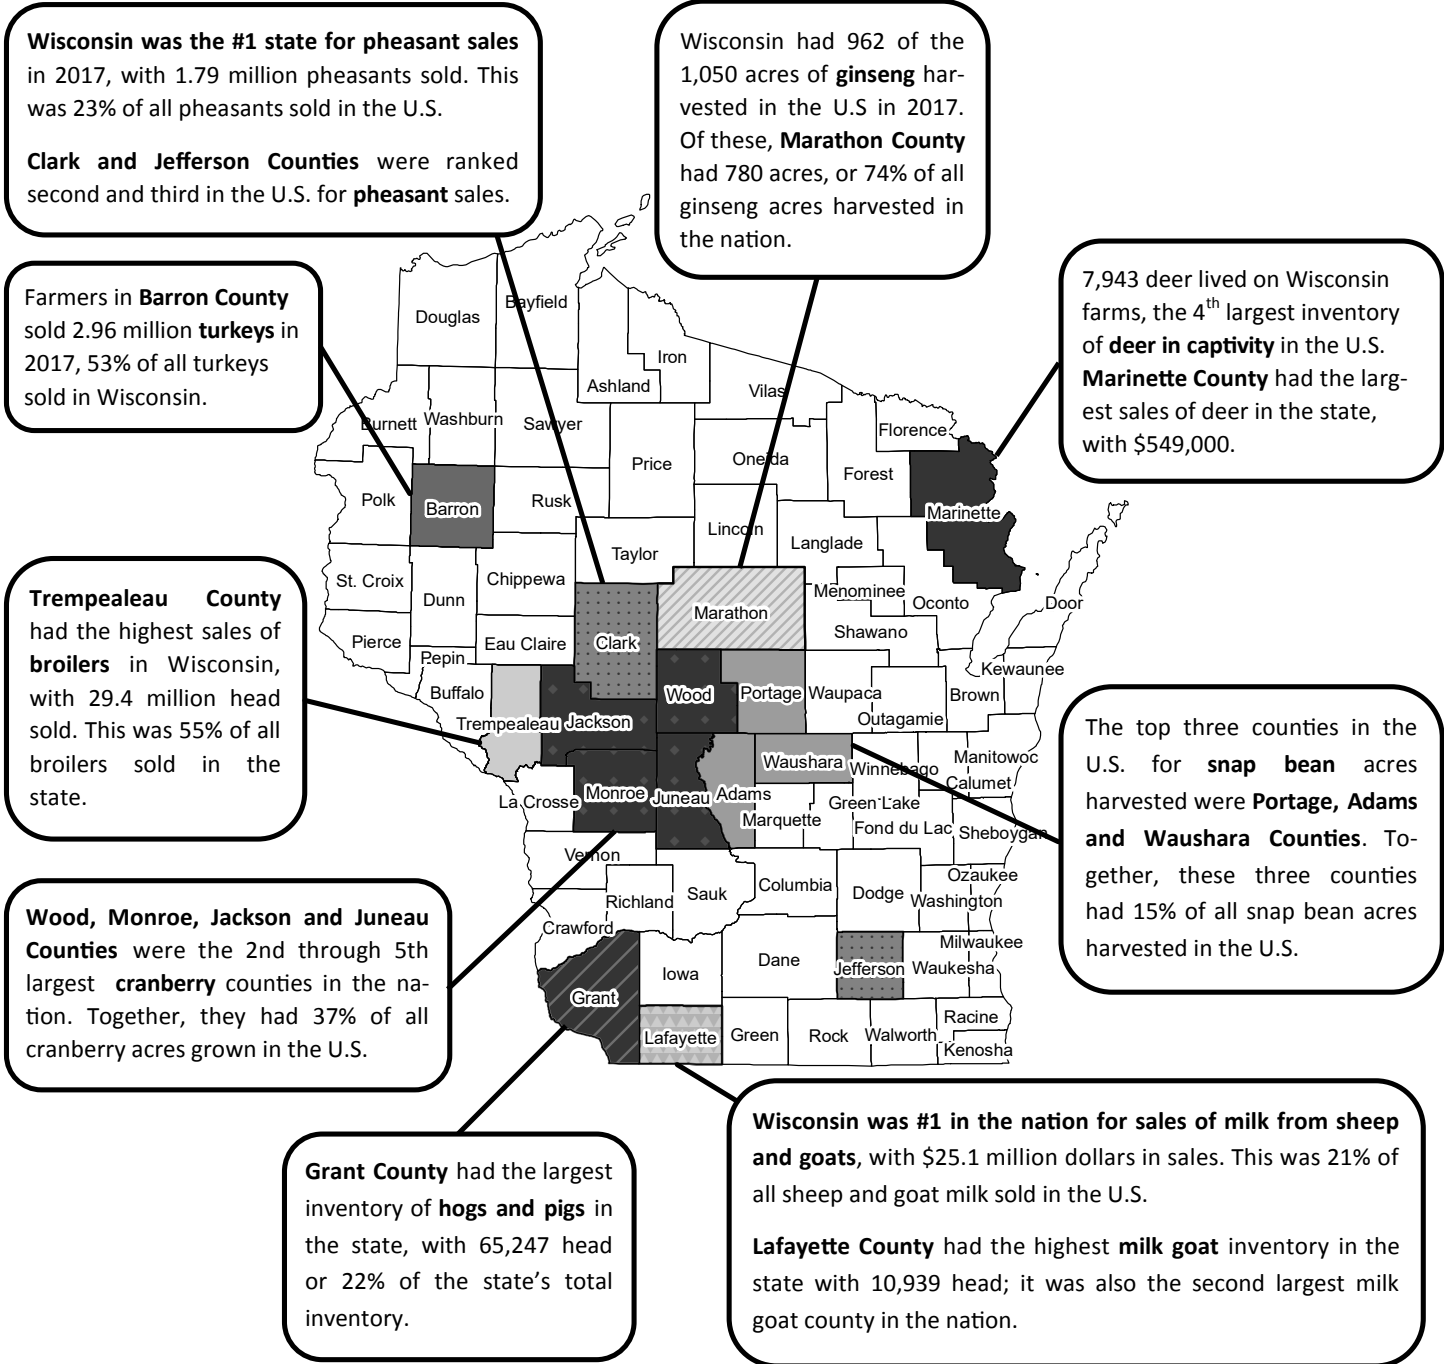 Wisconsin was the #1 state for pheasant sales
in 2017, with 1.79 million pheasants sold. This
was 23% of all pheasants sold in the U.S.
Clark and Jefferson Counties were ranked
second and third in the U.S. for pheasant sales.
Wisconsin had 962 of the
1,050 acres of ginseng har-
vested in the U.S in 2017.
Of these, Marathon County
had 780 acres, or 74% of all
ginseng acres harvested in
the nation.
7,943 deer lived on Wisconsin
farms, the 4th largest inventory
of deer in captivity in the U.S.
Marinette County had the larg-
est sales of deer in the state,
with $549,000.
Farmers in Barron County
sold 2.96 million turkeys in
2017, 53% of all turkeys
sold in Wisconsin.
Trempealeau County
had the highest sales of
broilers in Wisconsin,
with 29.4 million head
sold. This was 55% of all
broilers sold in the
state.
The top three counties in the
U.S. for snap bean acres
harvested were Portage, Adams
and Waushara Counties. To-
gether, these three counties
had 15% of all snap bean acres
harvested in the U.S.
Wood, Monroe, Jackson and Juneau
Counties were the 2nd through 5th
largest cranberry counties in the na-
tion. Together, they had 37% of all
cranberry acres grown in the U.S.
Grant County had the largest
inventory of hogs and pigs in
the state, with 65,247 head
or 22% of the state's total
inventory.
Wisconsin was #1 in the nation for sales of milk from sheep
and goats, with $25.1 million dollars in sales. This was 21% of
all sheep and goat milk sold in the U.S.
Lafayette County had the highest milk goat inventory in the
state with 10,939 head; it was also the second largest milk
goat county in the nation.
Douglas
Bayfield
Iron
Ashland
Vilas
Burnett
Washburn
Sawyer
Florence
Price
Oneida
Forest
Polk
Barron
Rusk
Marinette
Lincoln
Langlade
Taylor
St. Croix
Chippewa
Dunn
Menominee
Oconto
Door
Marathon
Shawano
Pierce
Eau Claire
Clark
Pepin
Kewaunee
Buffalo
Wood
Portage
Waupaca
Brown
Trempealeau
Jackson
Outagamie
Waushara
Winnebago
Manitowoc
Calumet
La Crosse
Monroe
Juneau
Adams
Green Lake
Marquette
Fond du Lac
Sheboygan
Vernon
Columbia
Dodge
Ozaukee
Richland
Sauk
Washington
Crawford
Milwaukee
Dane
Jefferson
Waukesha
Iowa
Grant
Racine
Lafayette
Green
Rock
Walworth
Kenosha